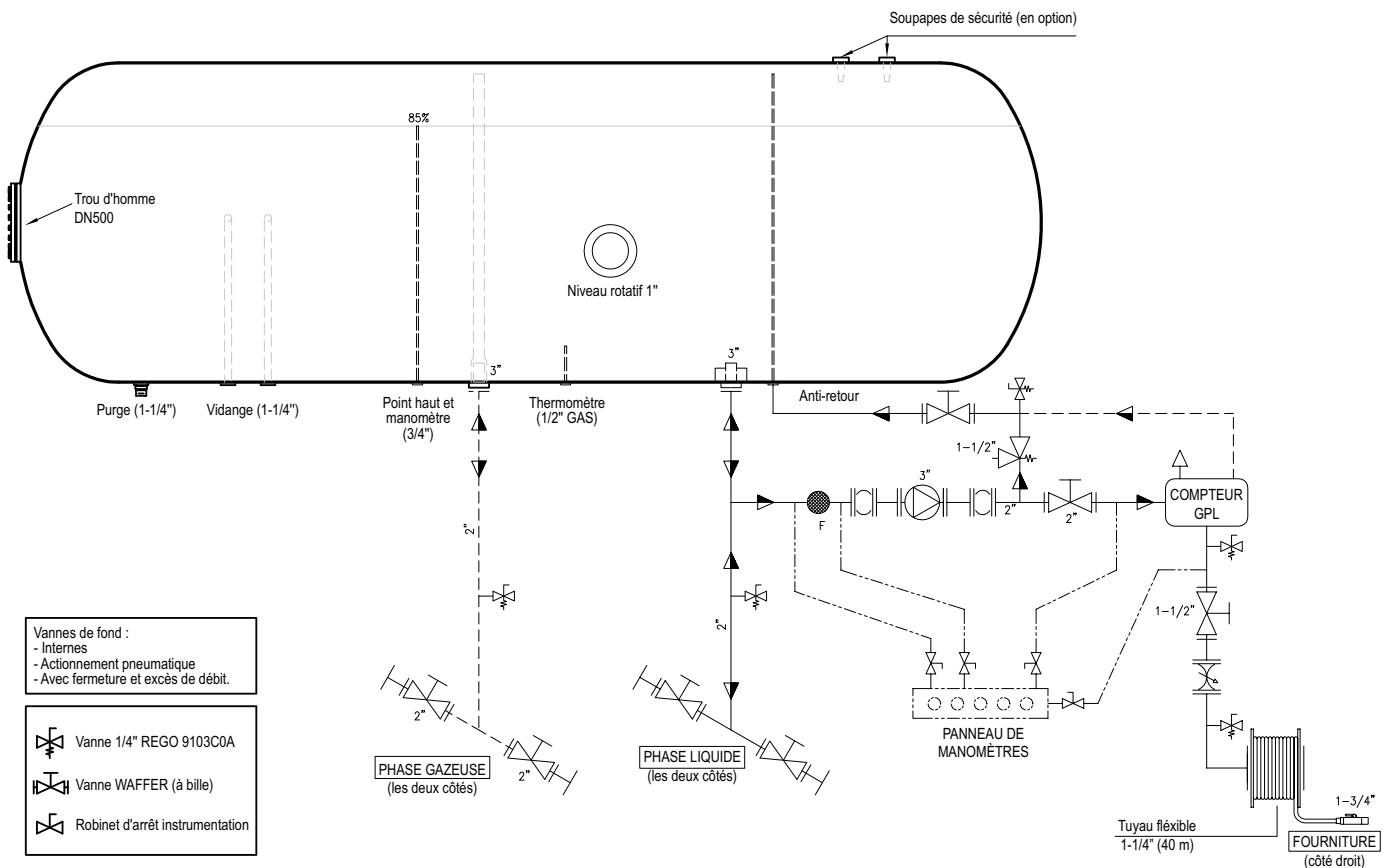 Soupapes de sécurité (en option)
85%
Trou d'homme
DN500
Niveau rotatif 1"
3"
3"
Purge (1-1/4")
Vidange (1-1/4")
Point haut et
manomètre
(3/4")
Thermomètre
(1/2" GAS)
Anti-retour
1-1/2"
3"
COMPTEUR
GPL
F
2"
2"
2"
2"
1-1/2"
Vannes de fond :
- Internes
- Actionnement pneumatique
- Avec fermeture et excès de débit.
2"
2"
PHASE GAZEUSE
(les deux côtés)
PHASE LIQUIDE
(les deux côtés)
PANNEAU DE
MANOMÈTRES
Vanne 1/4" REGO 9103C0A
Vanne WAFFER (à bille)
Robinet d'arrêt instrumentation
1-3/4"
Tuyau fléxible
1-1/4" (40 m)
FOURNITURE
(côté droit)